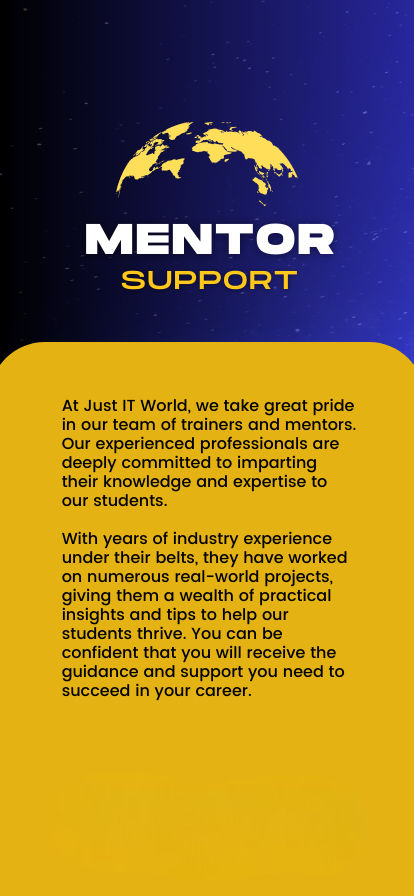 MENTOR
SUPPORT
At Just IT World, we take great pride
in our team of trainers and mentors.
Our experienced professionals are
deeply committed to imparting
their knowledge and expertise to
our students.
With years of industry experience
under their belts, they have worked
on numerous real-world projects,
giving them a wealth of practical
insights and tips to help our
students thrive. You can be
confident that you will receive the
guidance and support you need to
succeed in your career.